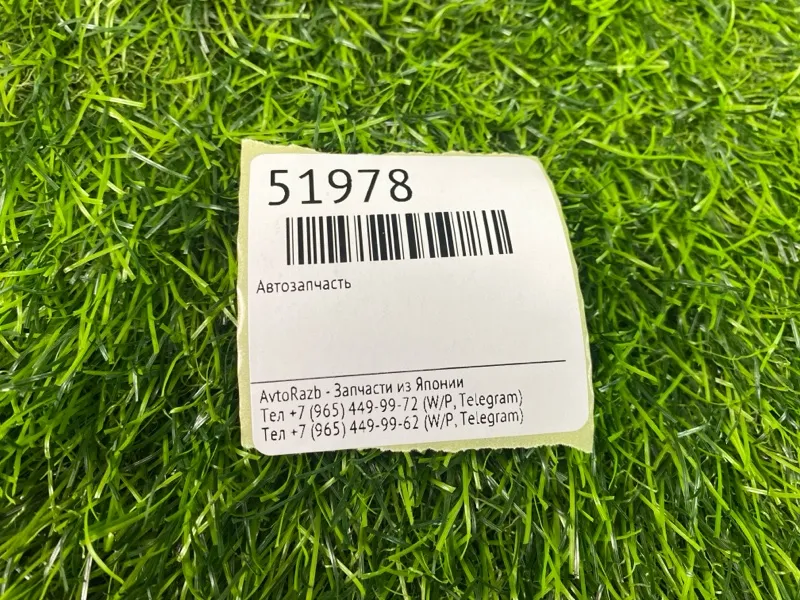 51978
Автозапчасть
AvtoRazb - Запчасти из Японии
Тел +7 (965) 449-99-72 (W/P, Telegram)
Тел +7 (965) 449-99-62 (W/P, Telegram)